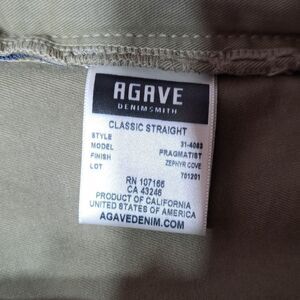 AGAVE
DENIMSMITH
CLASSIC STRAIGHT
STYLE 31-4083
MODEL PRAGMATIST
FINISH ZEPHYR COVE
LOT 701201
RN 107166
CA 43246
PRODUCT OF CALIFORNIA
UNITED STATES OF AMERICA
AGAVEDENIM.COM